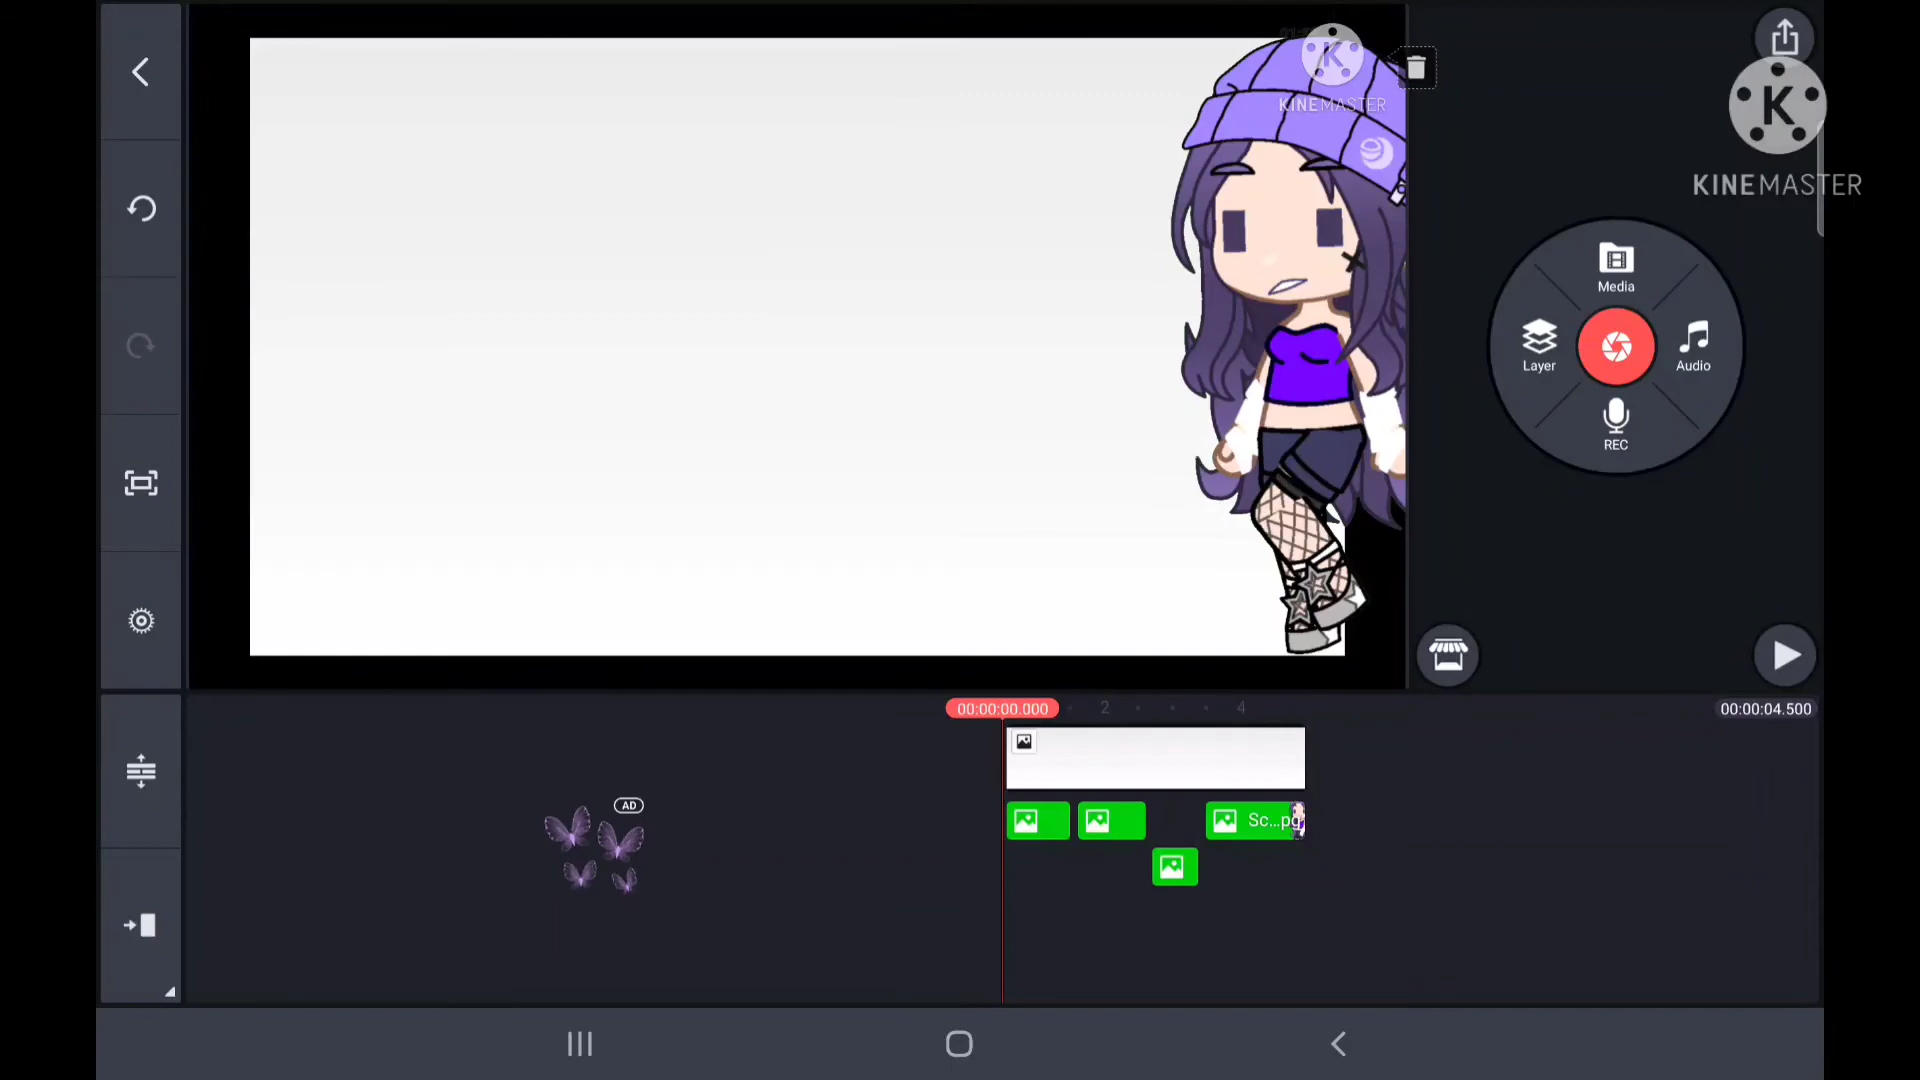 KINEMASTER
K
K
KINEMASTER
Media
Layer
Audio
REC
00:00:00.000
2
4
00:00:04.500
AD
Sc...pg